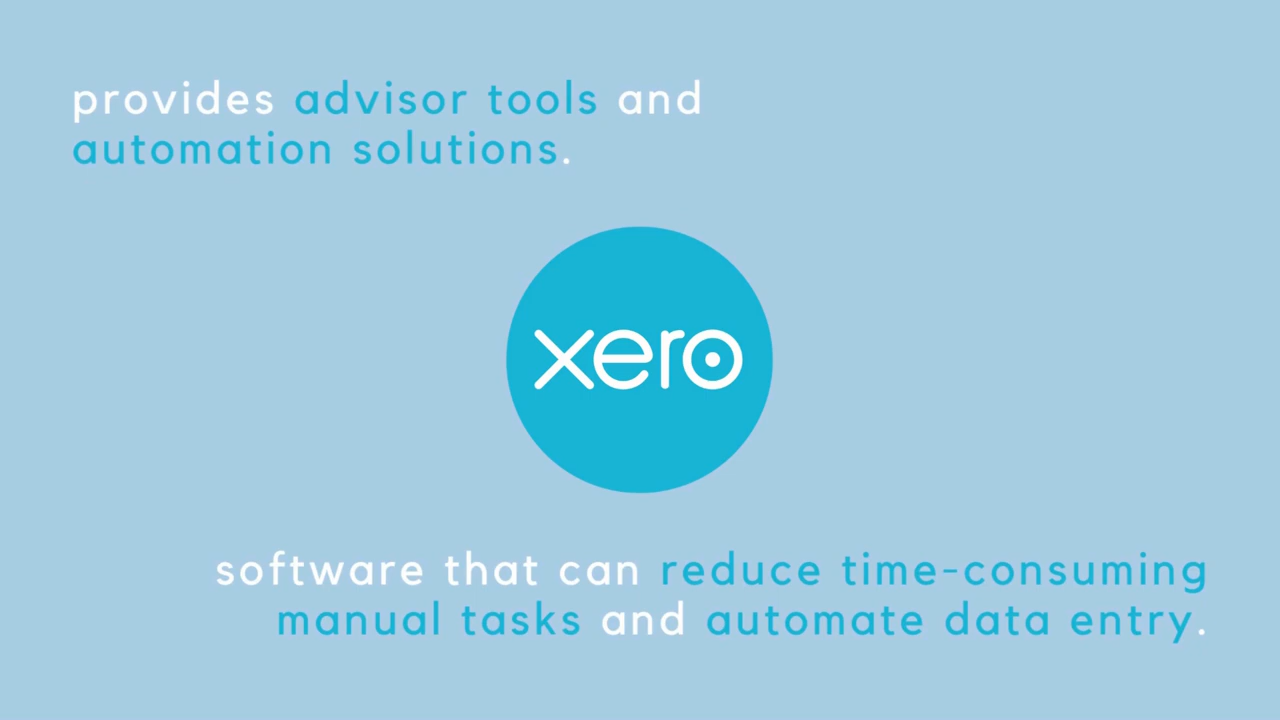 provides advisor tools and
automation solutions.
xero
software that can reduce time-consuming
manual tasks and automate data entry.